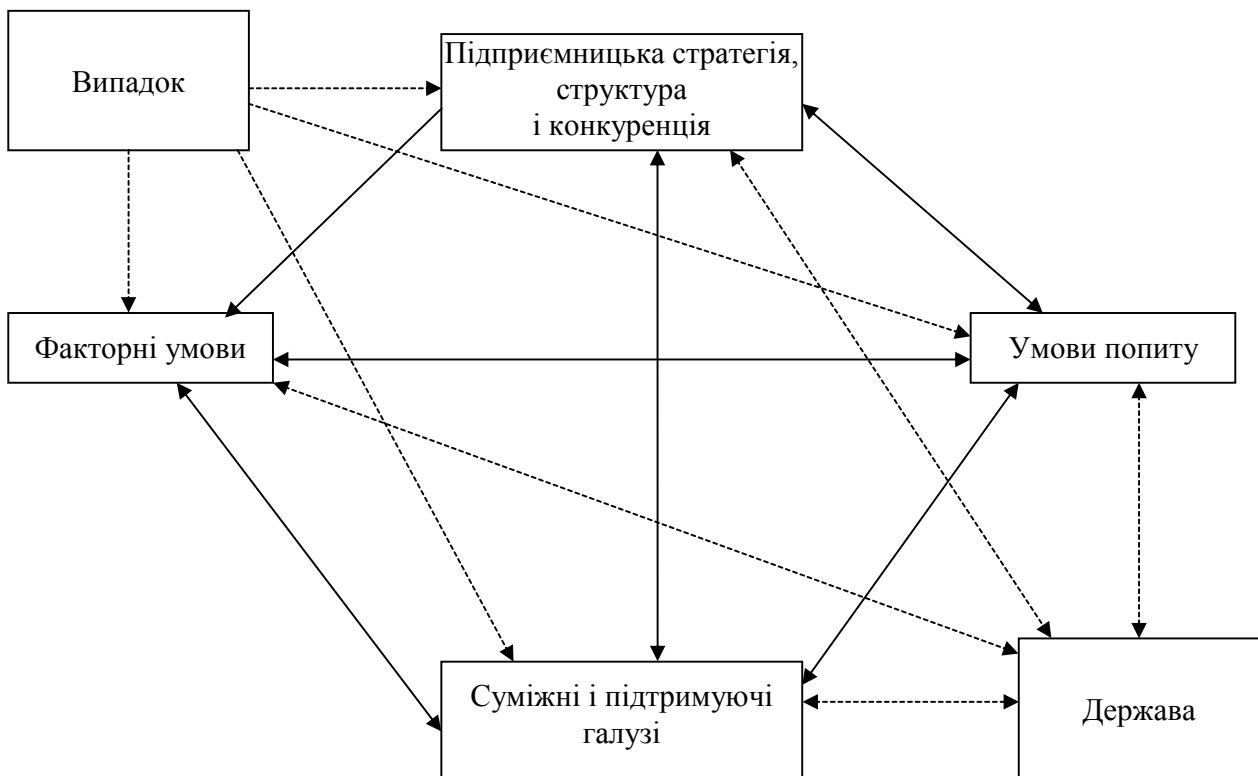 Випадок
Підприємницька стратегія,
структура
і конкуренція
Факторні умови
Умови попиту
Суміжні і підтримуючі
галузі
Держава